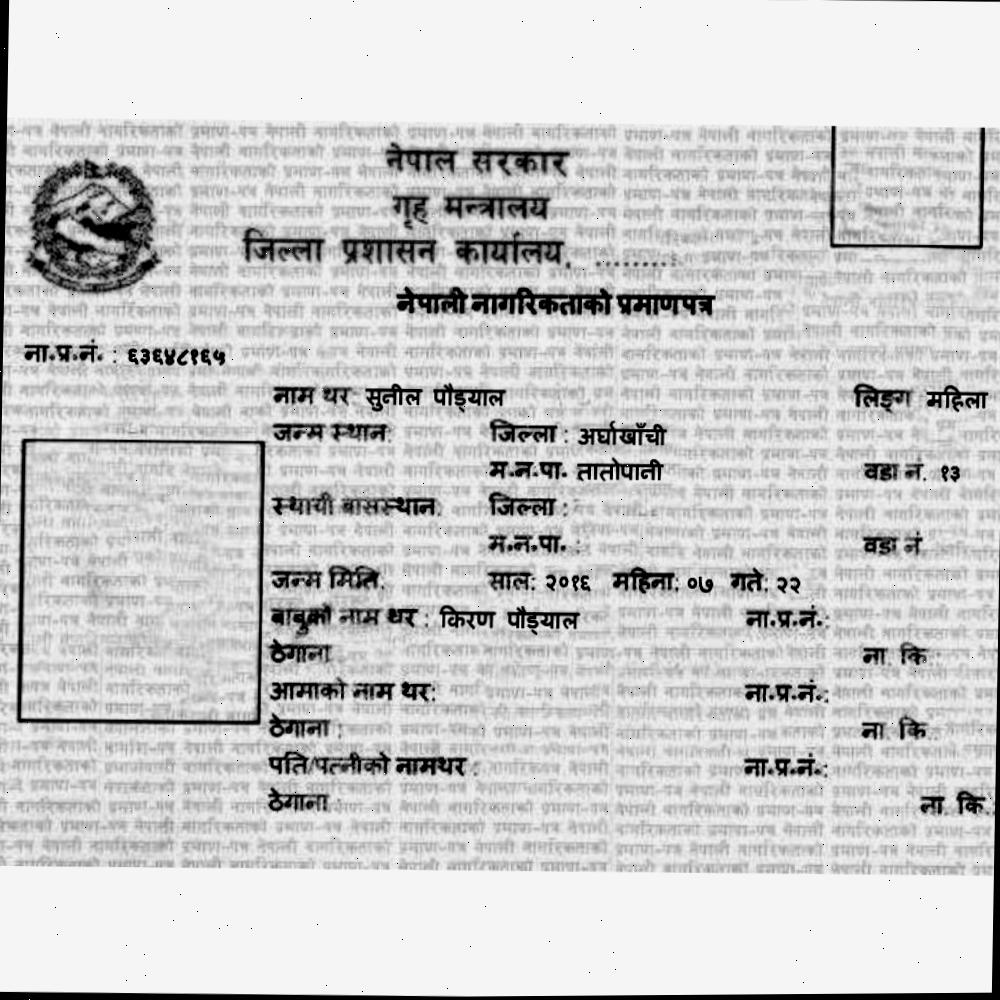 नेपाल सरकार
गृह मन्त्रालय
जिल्ला प्रशासन कार्यालय, .........
नेपाली नागरिकताको प्रमाणपत्र
ना.प्र.नं. : ६३६४८१६५
नाम थर: सुनील पौड्याल लिङ्ग महिला
जन्म स्थान: जिल्ला : अर्घाखाँची
म.न.पा. तातोपानी वडा नं. १३
स्थायी बासस्थान: जिल्ला :
म.न.पा. : वडा नं.
जन्म मिति: साल: २०१६ महिना: ०७ गते: २२
बाबुको नाम थर : किरण पौड्याल ना.प्र.नं.:
ठेगाना ना. कि.:
आमाको नाम थर: ना.प्र.नं.:
ठेगाना : ना. कि.:
पति/पत्नीको नामथर : ना.प्र.नं.:
ठेगाना : ना. कि.